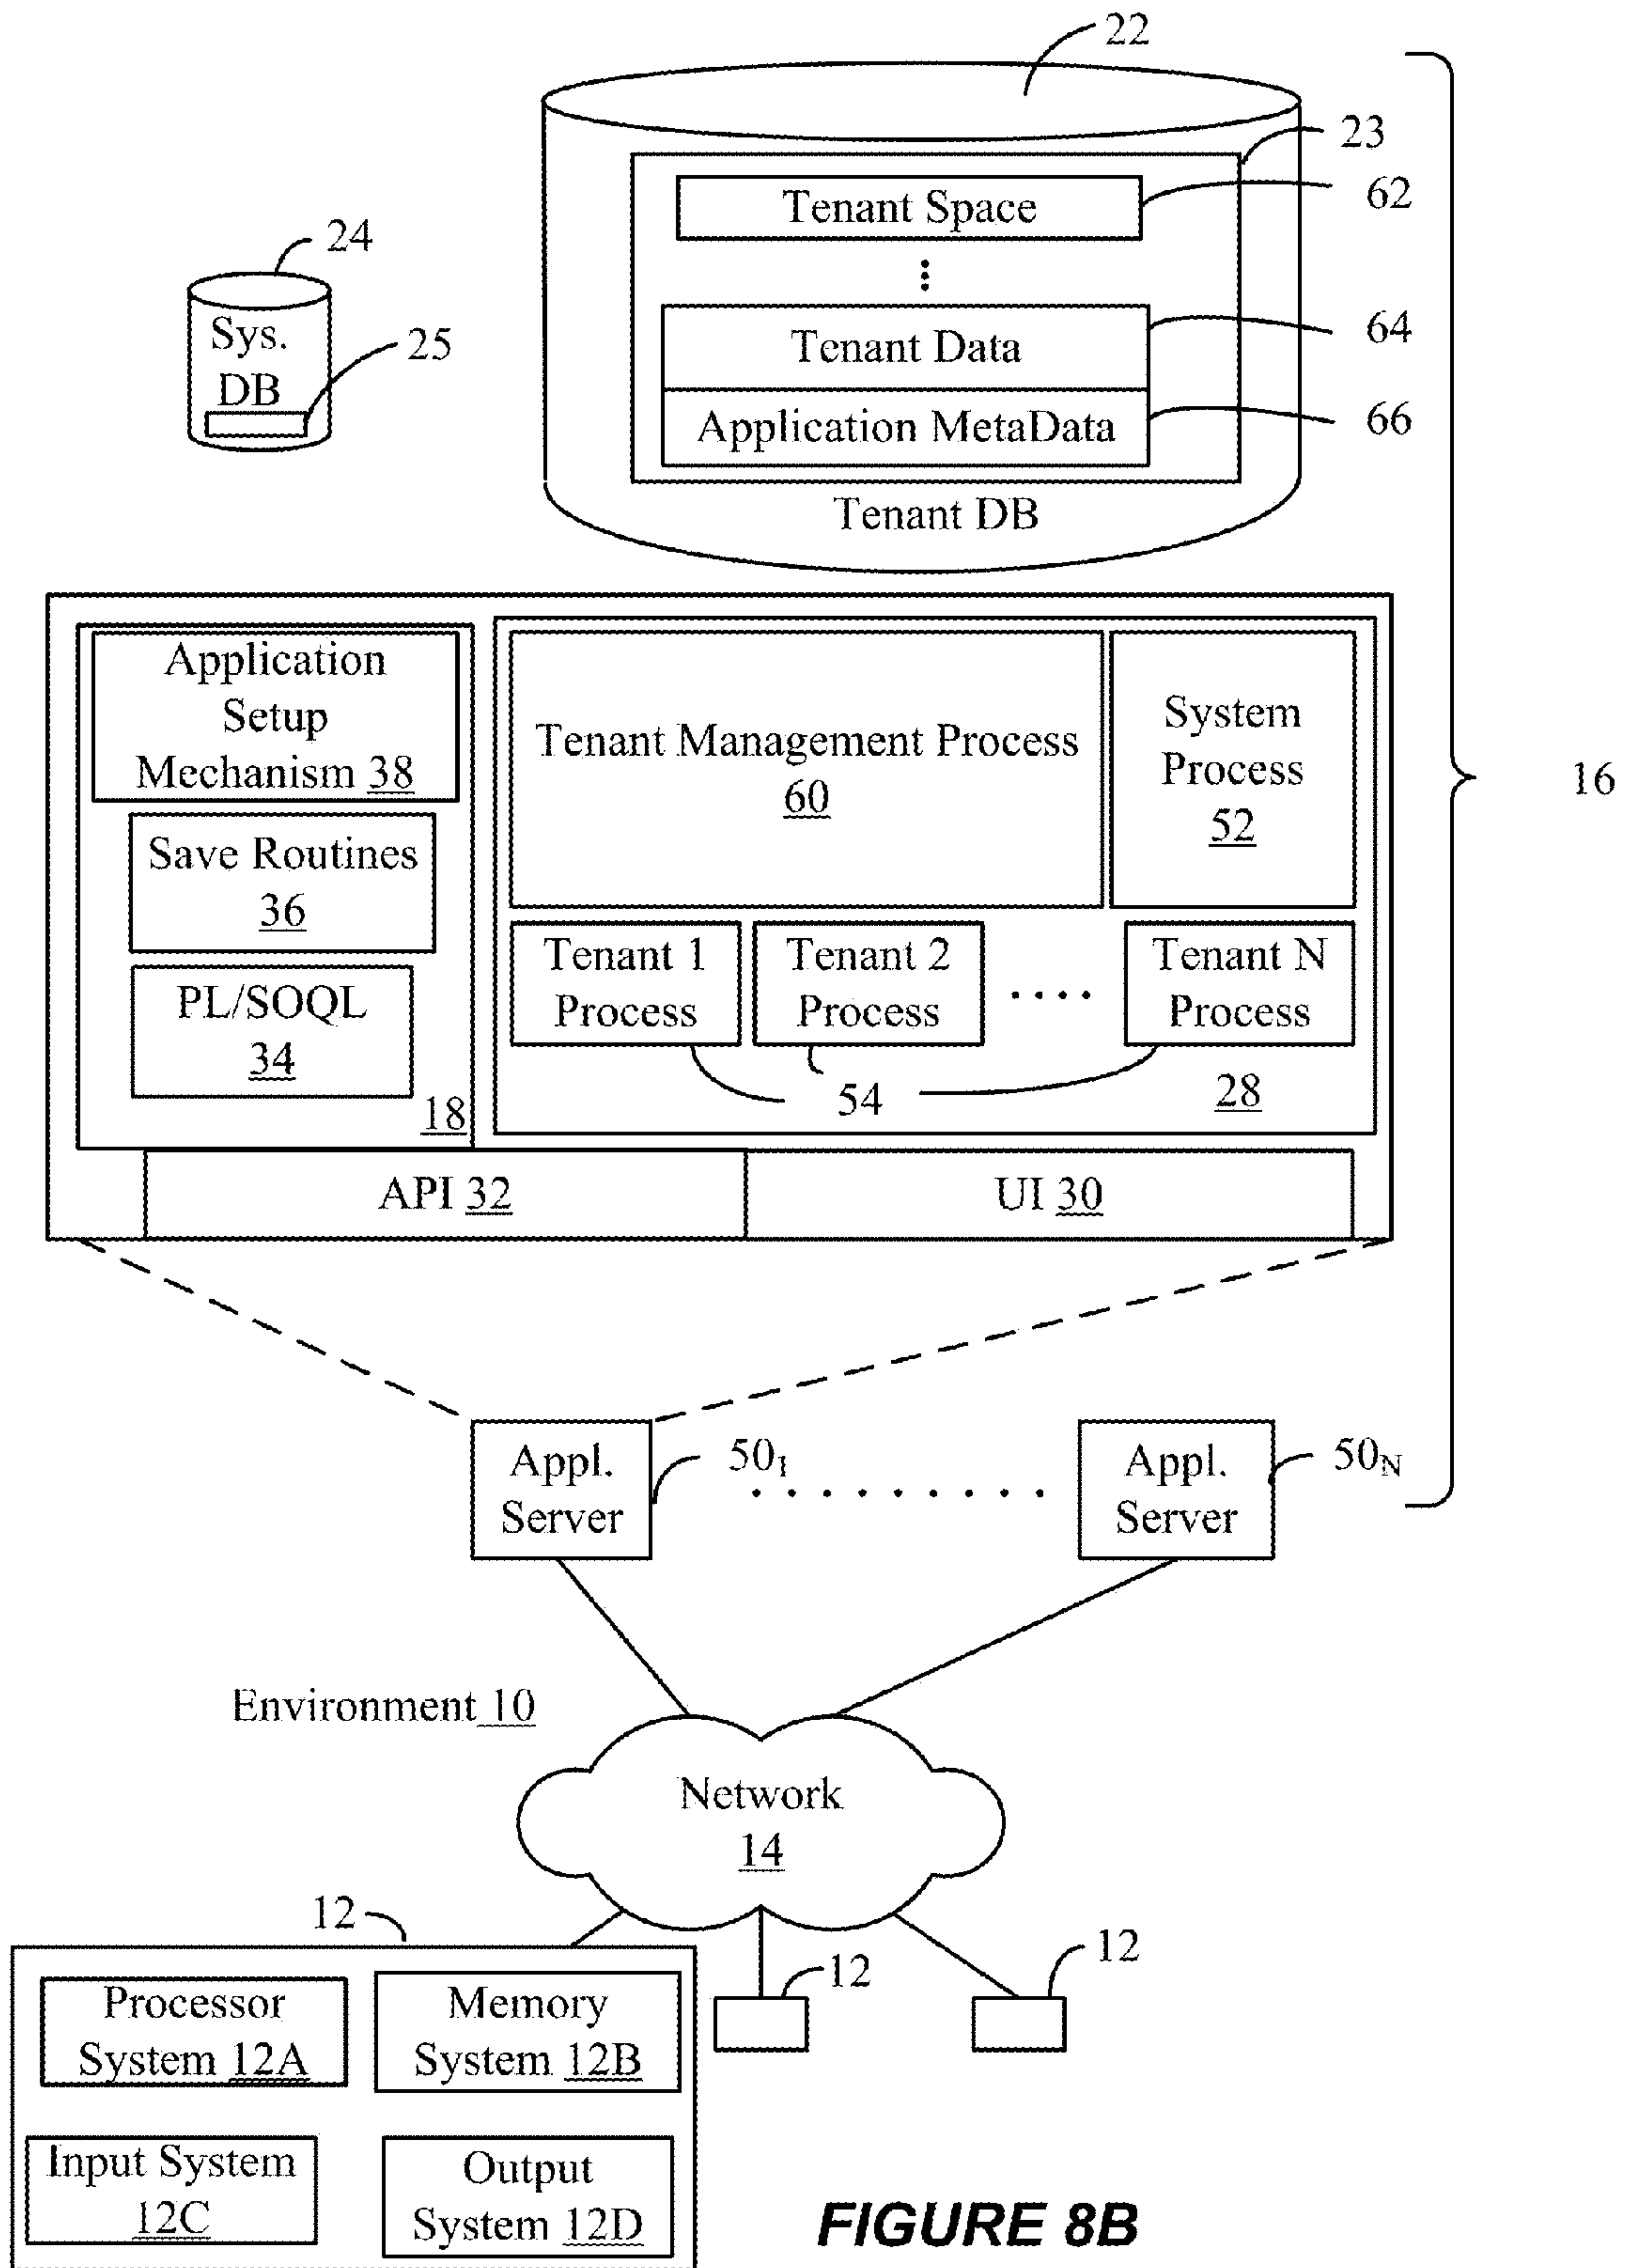 22
23
Tenant Space
62
24
Sys.
DB
25
Tenant Data
64
Application MetaData
66
Tenant DB
Application
Setup
Mechanism 38
Tenant Management Process
60
System
Process
52
16
Save Routines
36
Tenant 1
Process
Tenant 2
Process
Tenant N
Process
PL/SOQL
34
18
54
28
API 32
UI 30
Appl.
Server
50₁
Appl.
Server
50N
Environment 10
Network
14
12
12
12
Processor
System 12A
Memory
System 12B
Input System
12C
Output
System 12D
FIGURE 8B